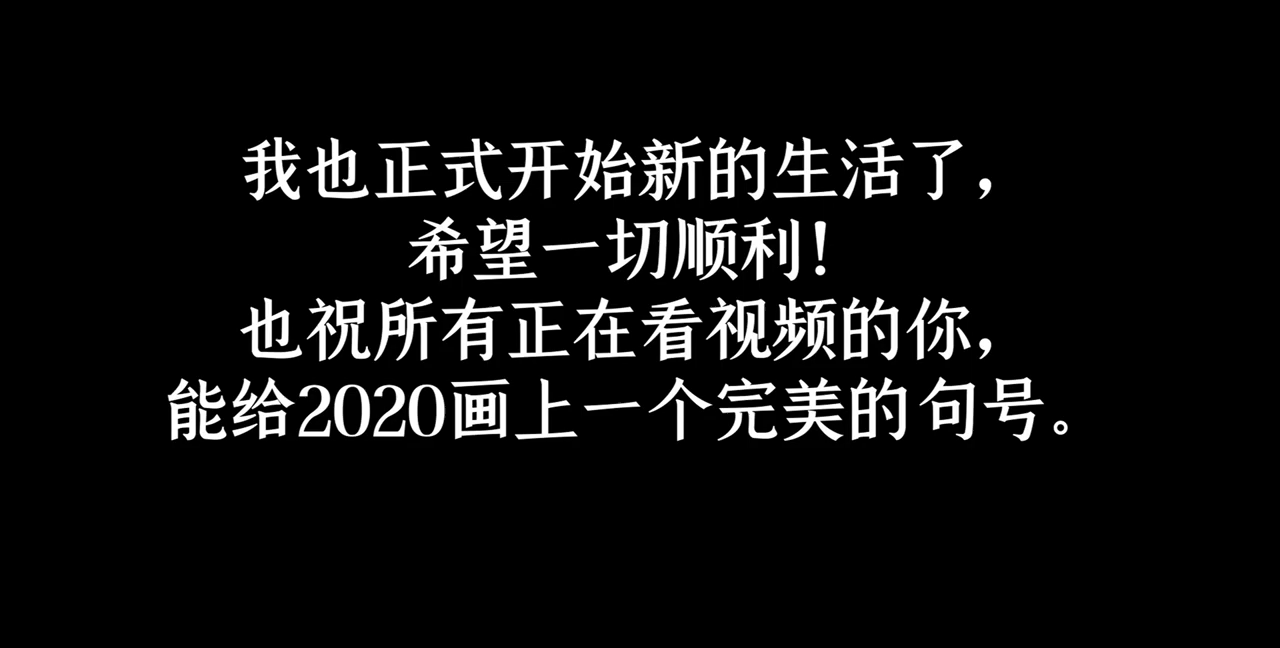 我也正式开始新的生活了，
希望一切顺利！
也祝所有正在看视频的你，
能给2020画上一个完美的句号。